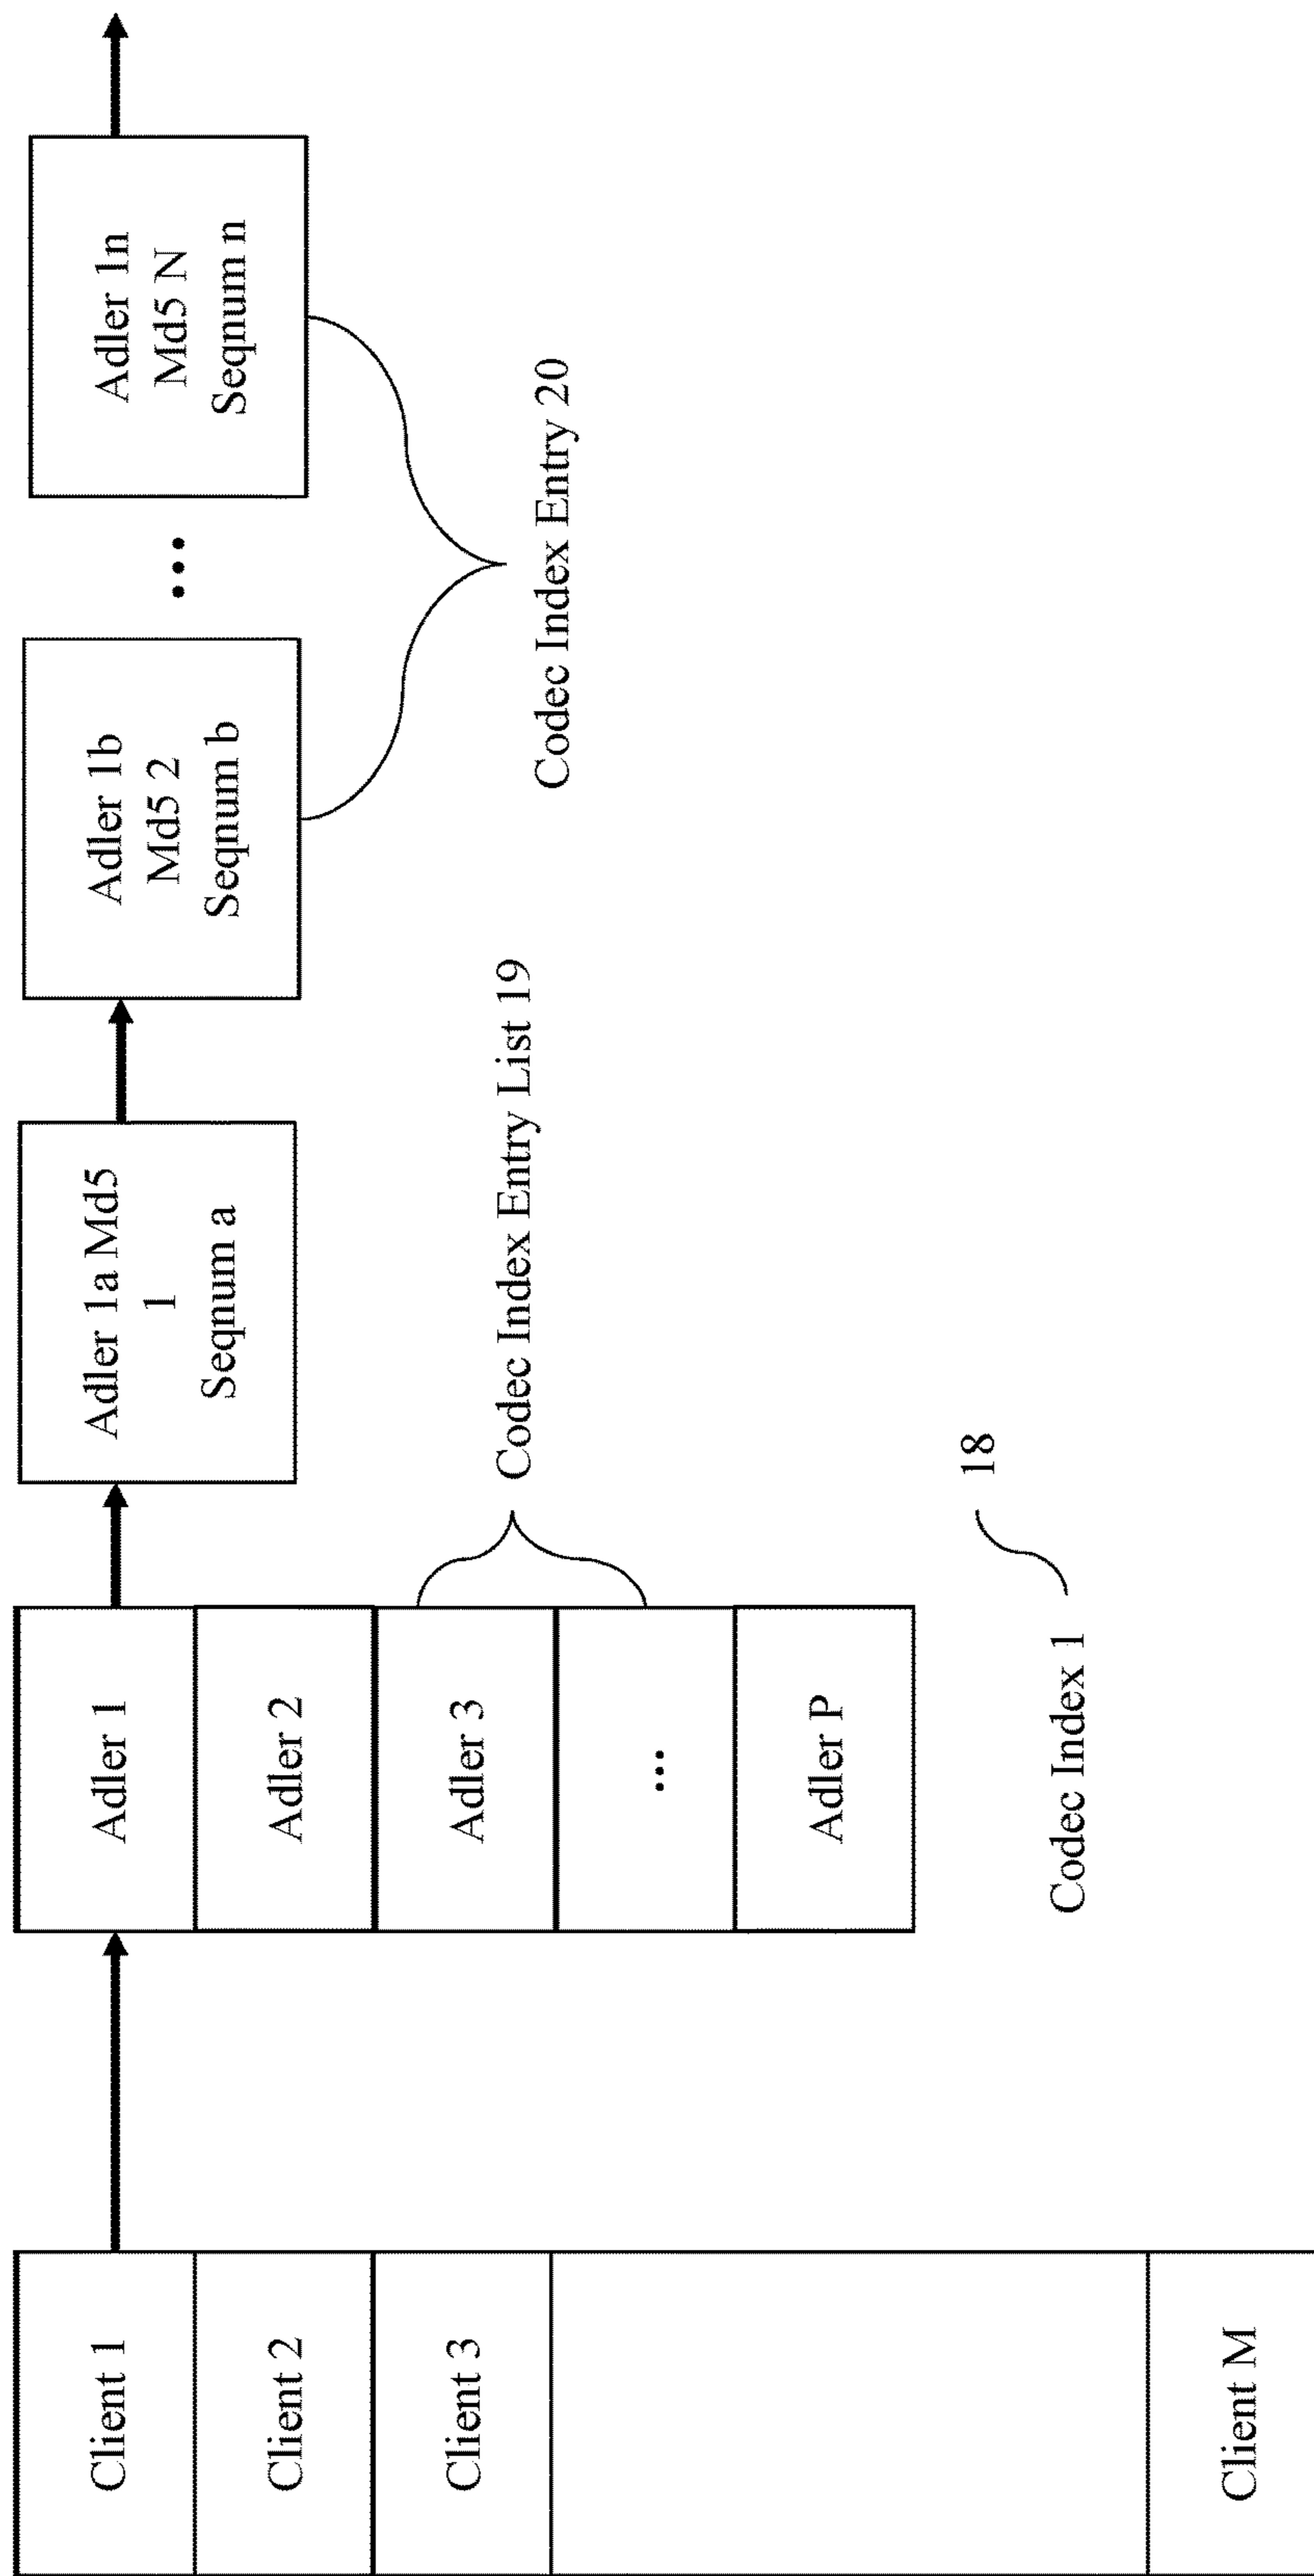 Client 1
Client 2
Client 3
Client M
Adler 1
Adler 2
Adler 3
...
Adler P
Codec Index 1
18
Adler 1a Md5
1
Seqnum a
Codec Index Entry List 19
Adler 1b
Md5 2
Seqnum b
...
Adler 1n
Md5 N
Seqnum n
Codec Index Entry 20